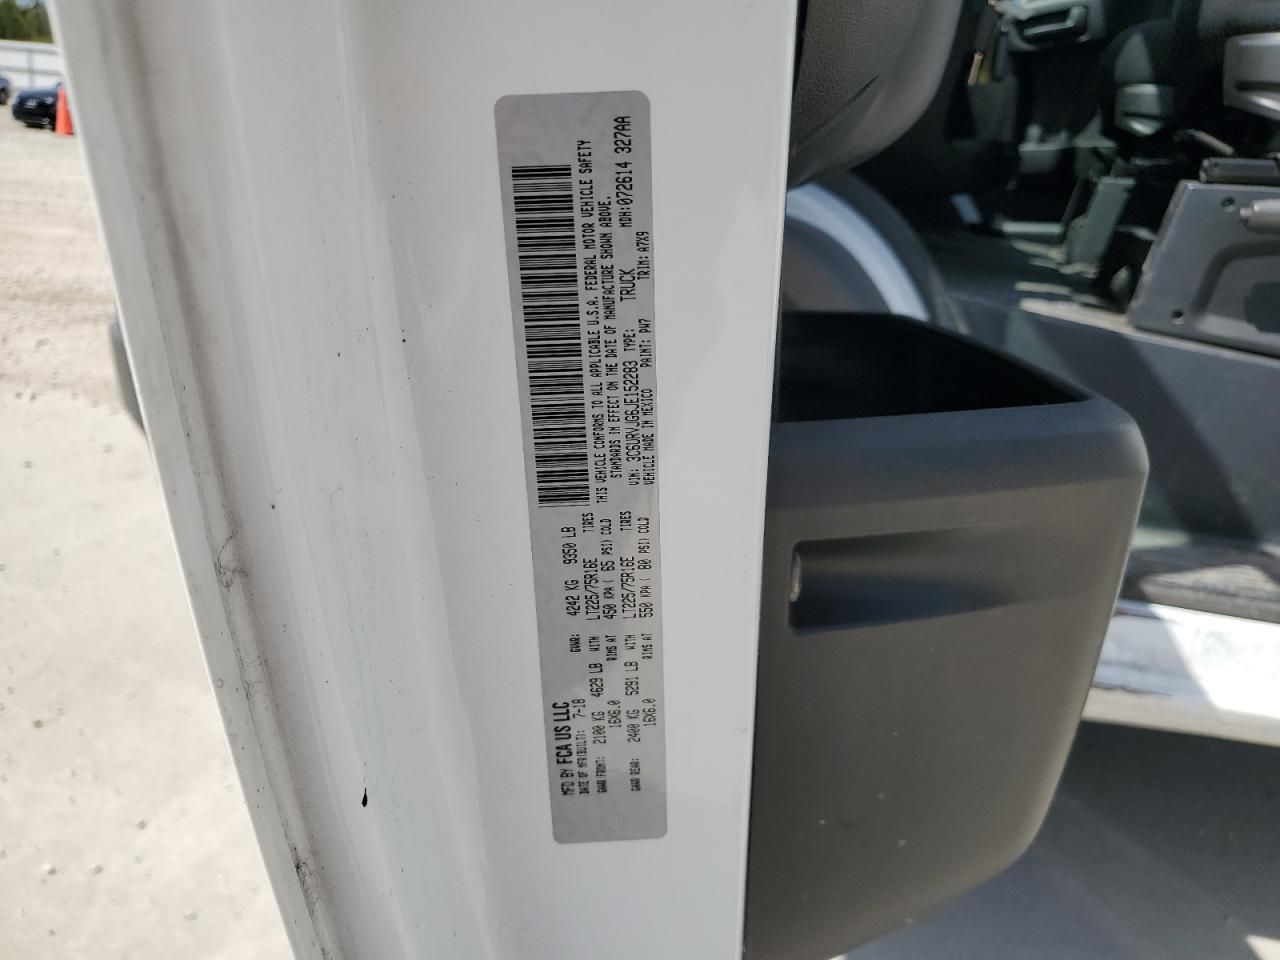 MFD BY FCA US LLC
DATE OF MFR(BUILT): 7-18 GVWR: 4242 KG 9350 LB
GAWR FRONT: 2100 KG 4629 LB WITH LT225/75R16E TIRES
16X6.0 RIMS AT 450 KPA ( 65 PSI) COLD
GAWR REAR: 2400 KG 5291 LB WITH LT225/75R16E TIRES
16X6.0 RIMS AT 550 KPA ( 80 PSI) COLD
THIS VEHICLE CONFORMS TO ALL APPLICABLE U.S.A. FEDERAL MOTOR VEHICLE SAFETY
STANDARDS IN EFFECT ON THE DATE OF MANUFACTURE SHOWN ABOVE.
VIN: 3C6URVJG6JE152283 TYPE: TRUCK MDH:072614 327AA
VEHICLE MADE IN MEXICO PAINT: PW7 TRIM: A7X9